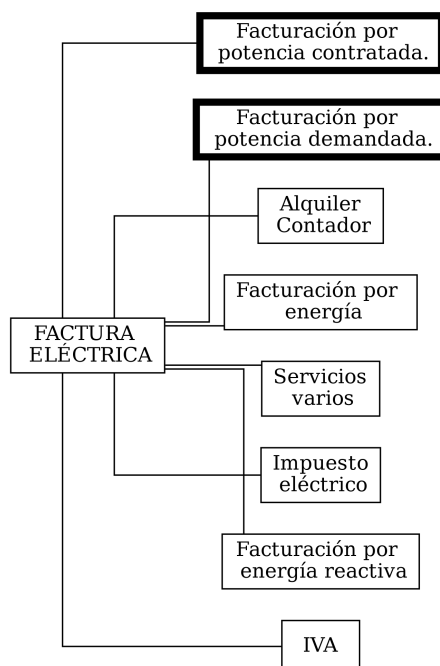 Facturación por
potencia contratada.
Facturación por
potencia demandada.
Alquiler
Contador
Facturación por
energía
FACTURA
ELÉCTRICA
Servicios
varios
Impuesto
eléctrico
Facturación por
energía reactiva
IVA